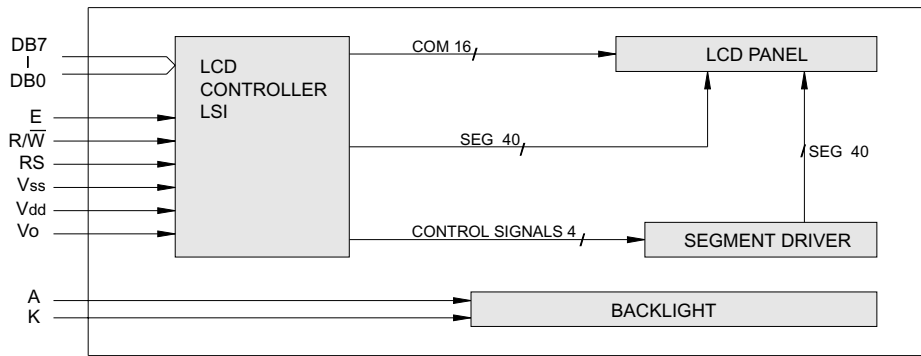 DB7
DB0
E
R/W̅
RS
Vss
Vdd
Vo
A
K
LCD
CONTROLLER
LSI
COM 16
LCD PANEL
SEG 40
SEG 40
CONTROL SIGNALS 4
SEGMENT DRIVER
BACKLIGHT